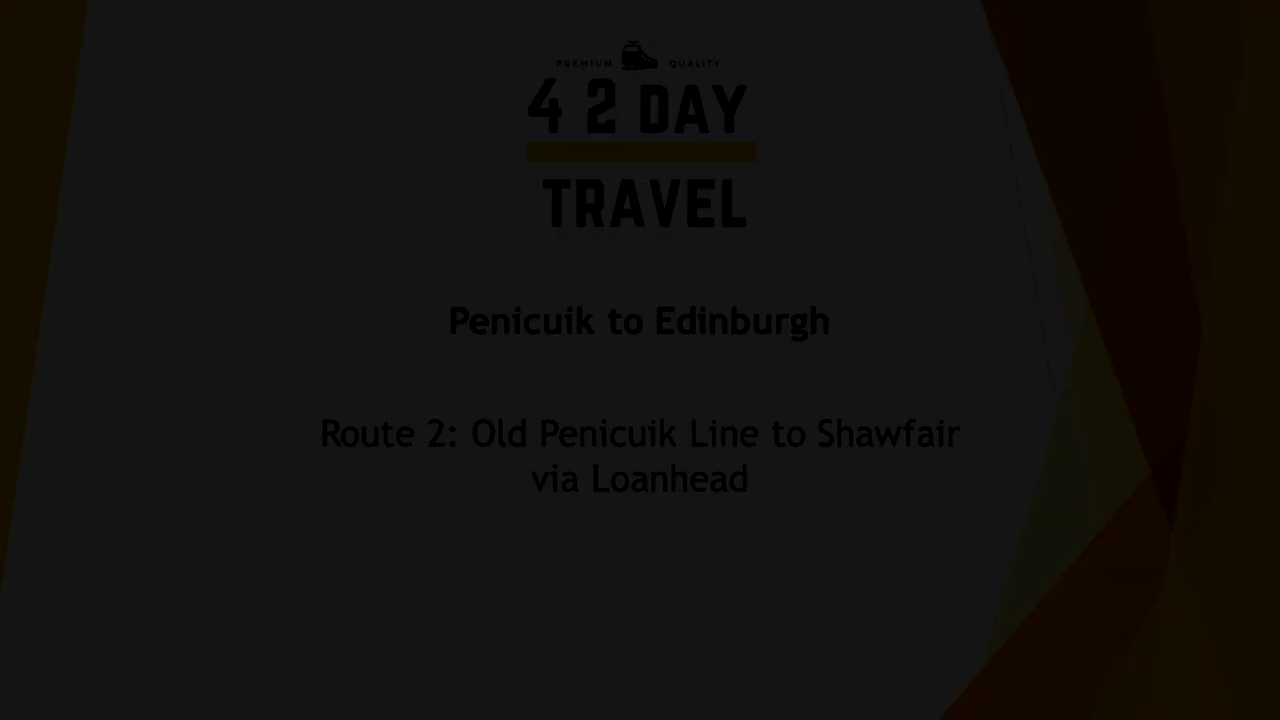 PREMIUM QUALITY
4 2 DAY
TRAVEL
Penicuik to Edinburgh
Route 2: Old Penicuik Line to Shawfair
via Loanhead